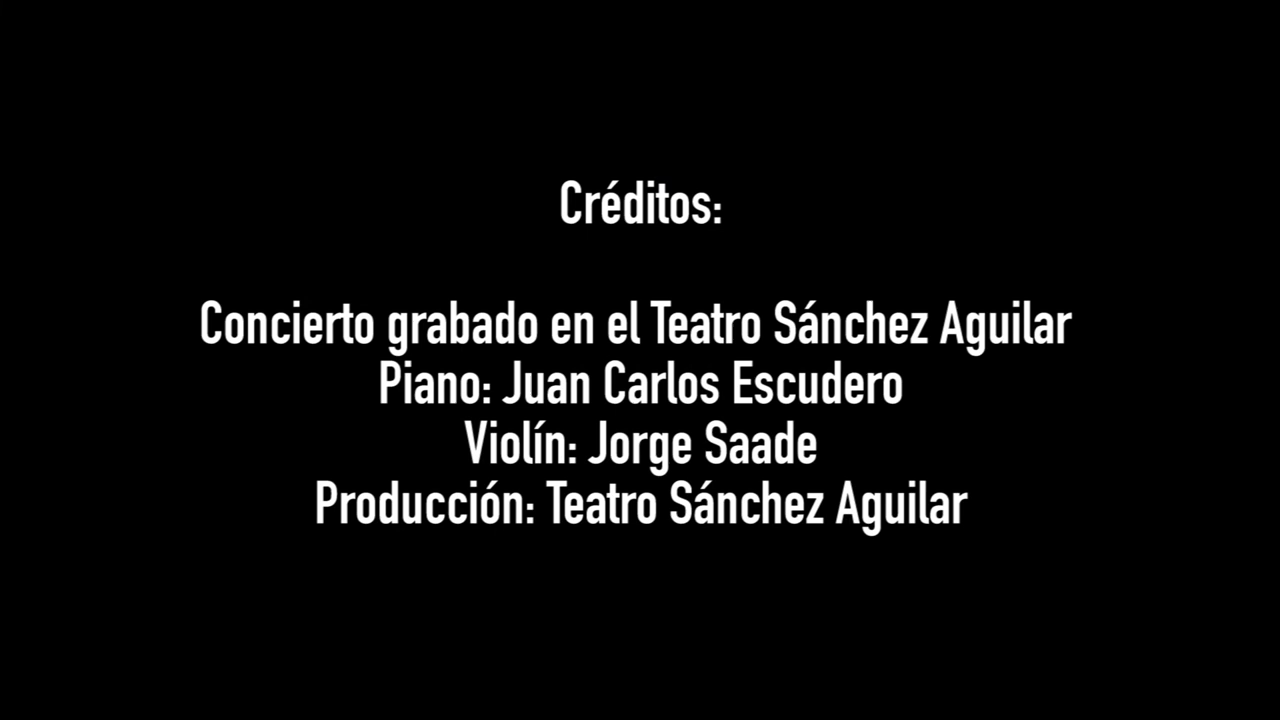 Créditos:
Concierto grabado en el Teatro Sánchez Aguilar
Piano: Juan Carlos Escudero
Violín: Jorge Saade
Producción: Teatro Sánchez Aguilar